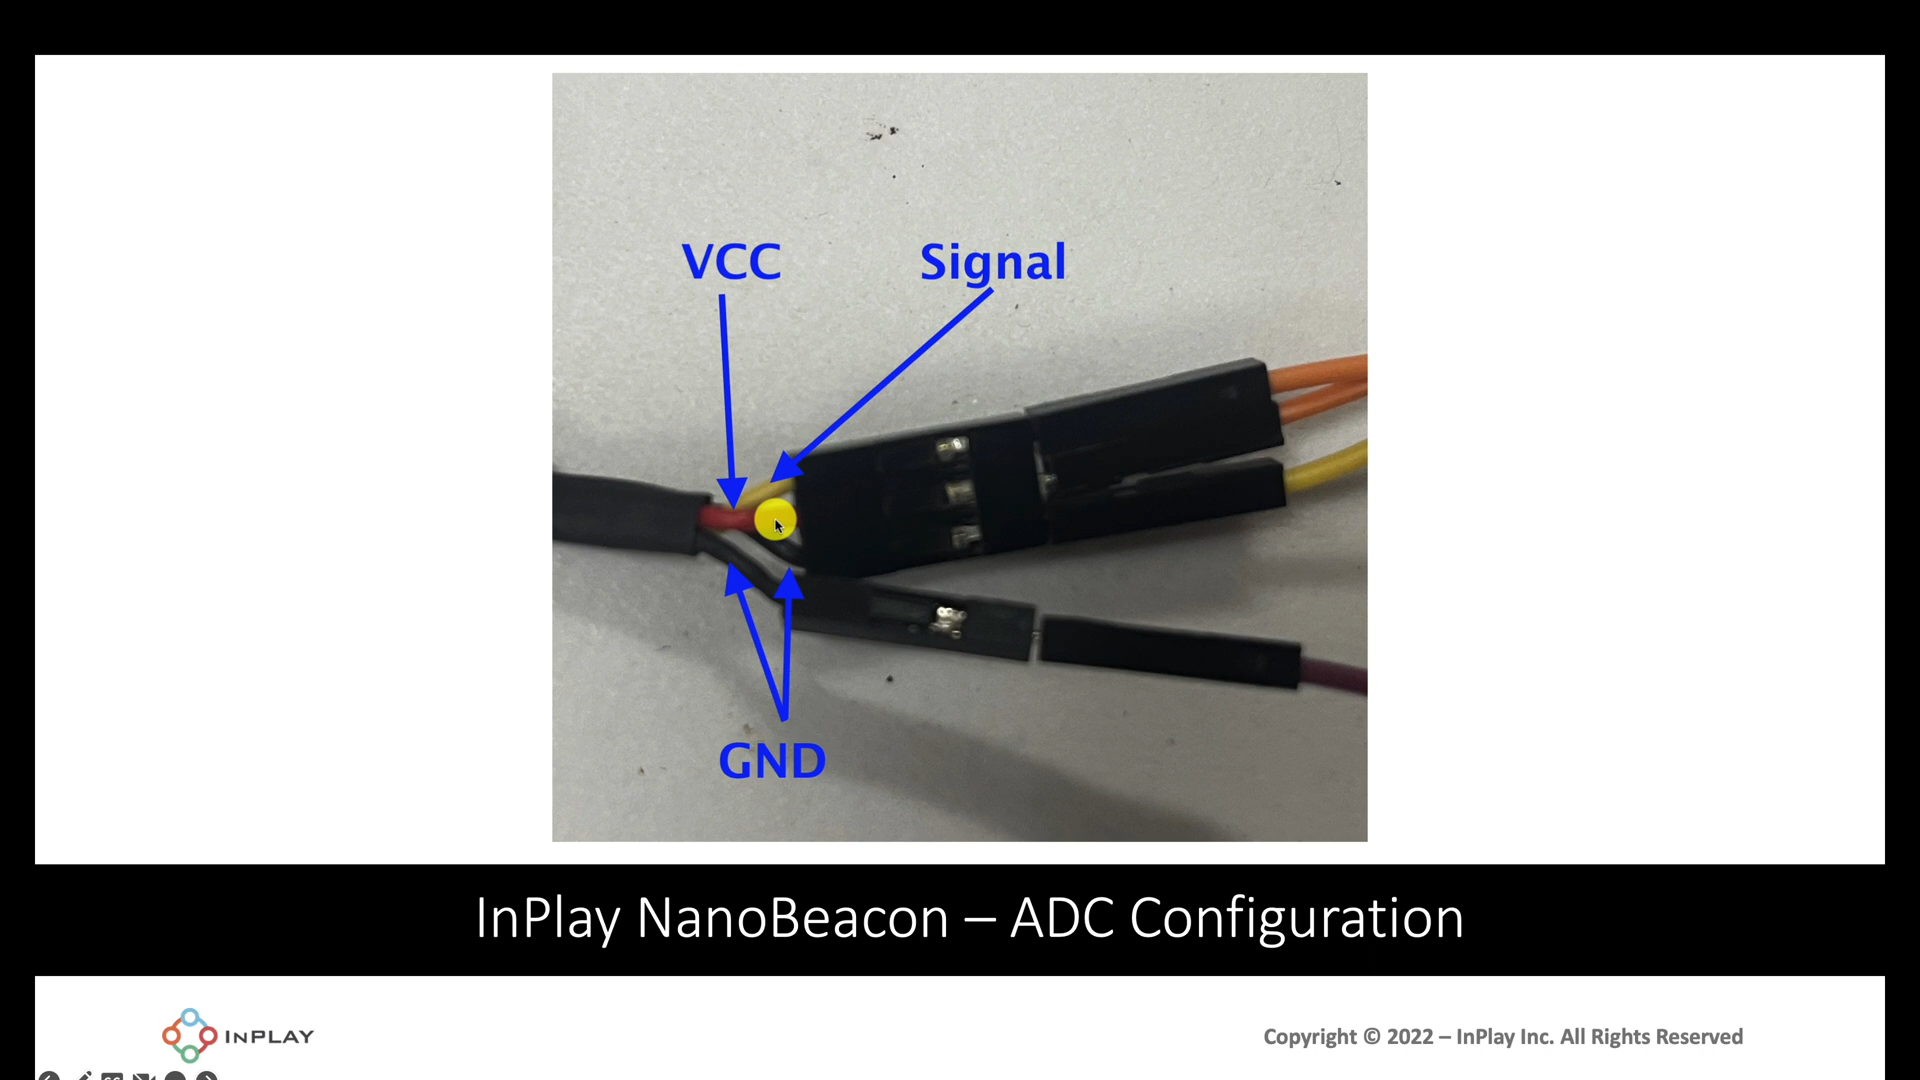 VCC
Signal
GND
InPlay NanoBeacon – ADC Configuration
INPLAY
Copyright © 2022 – InPlay Inc. All Rights Reserved